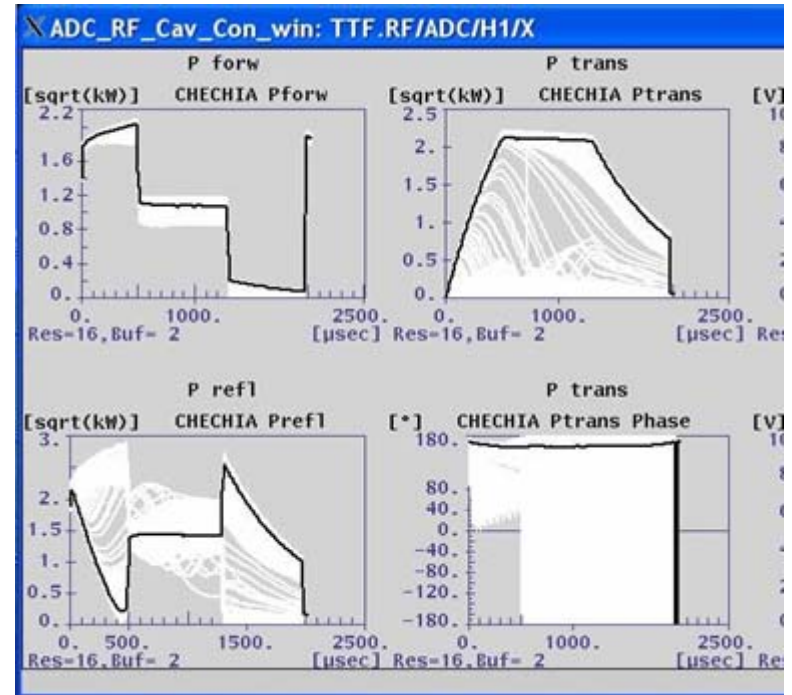 X ADC_RF_Cav_Con_win: TTF.RF/ADC/H1/X
P forw
[sqrt(kW)] CHECHIA Pforw
2.2
1.6
1.2
0.8
0.4
0.
0. 1000. 2500.
Res=16,Buf= 2 [µsec]
P trans
[sqrt(kW)] CHECHIA Ptrans
2.5
2.
1.5
1.
0.5
0.
0. 1000. 2500.
[µsec]
Res=16,Buf= 2
[V]
Re
P refl
[sqrt(kW)] CHECHIA Prefl
3.
2.
1.5
1.
0.5
0.
0. 500. 1500. 2500.
Res=16,Buf= 2 [µsec]
P trans
[°] CHECHIA Ptrans Phase
180.
80.
40.
0.
-40.
-80.
-180.
0. 1000. 2500.
Res=16,Buf= 2 [µsec]
[V]
Re